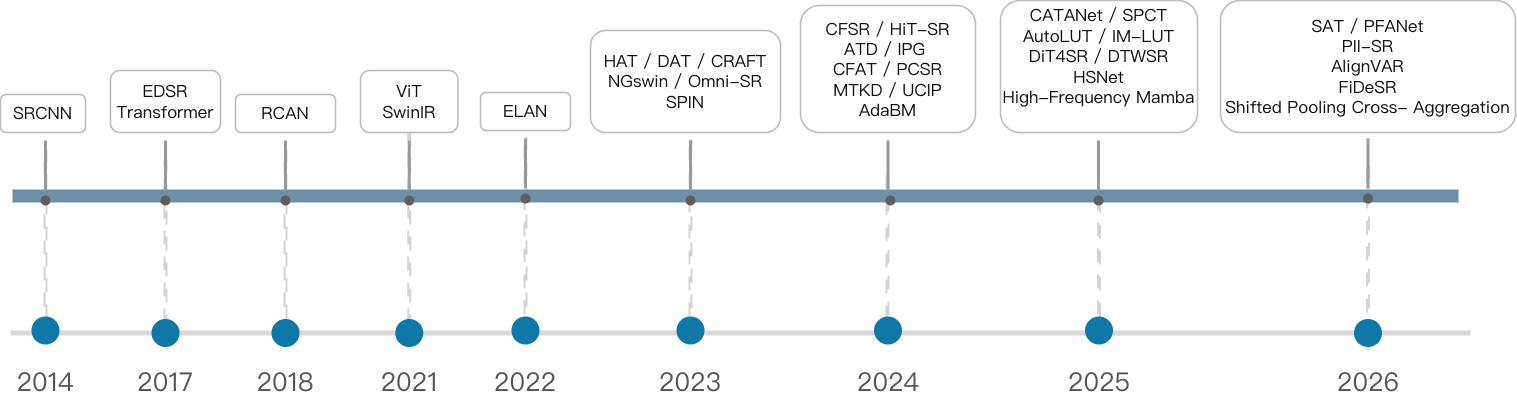 SRCNN
EDSR
Transformer
RCAN
ViT
SwinIR
ELAN
HAT / DAT / CRAFT
NGswin / Omni-SR
SPIN
CFSR / HiT-SR
ATD / IPG
CFAT / PCSR
MTKD / UCIP
AdaBM
CATANet / SPCT
AutoLUT / IM-LUT
DiT4SR / DTWSR
HSNet
High-Frequency Mamba
SAT / PFANet
PII-SR
AlignVAR
FiDeSR
Shifted Pooling Cross- Aggregation
2014
2017
2018
2021
2022
2023
2024
2025
2026